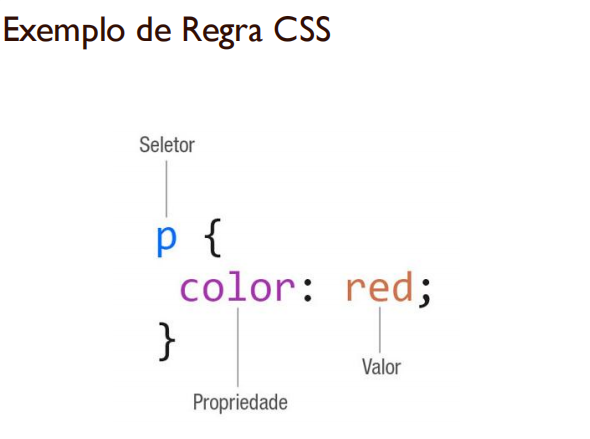 Exemplo de Regra CSS
Seletor
p {
color: red;
}
Valor
Propriedade